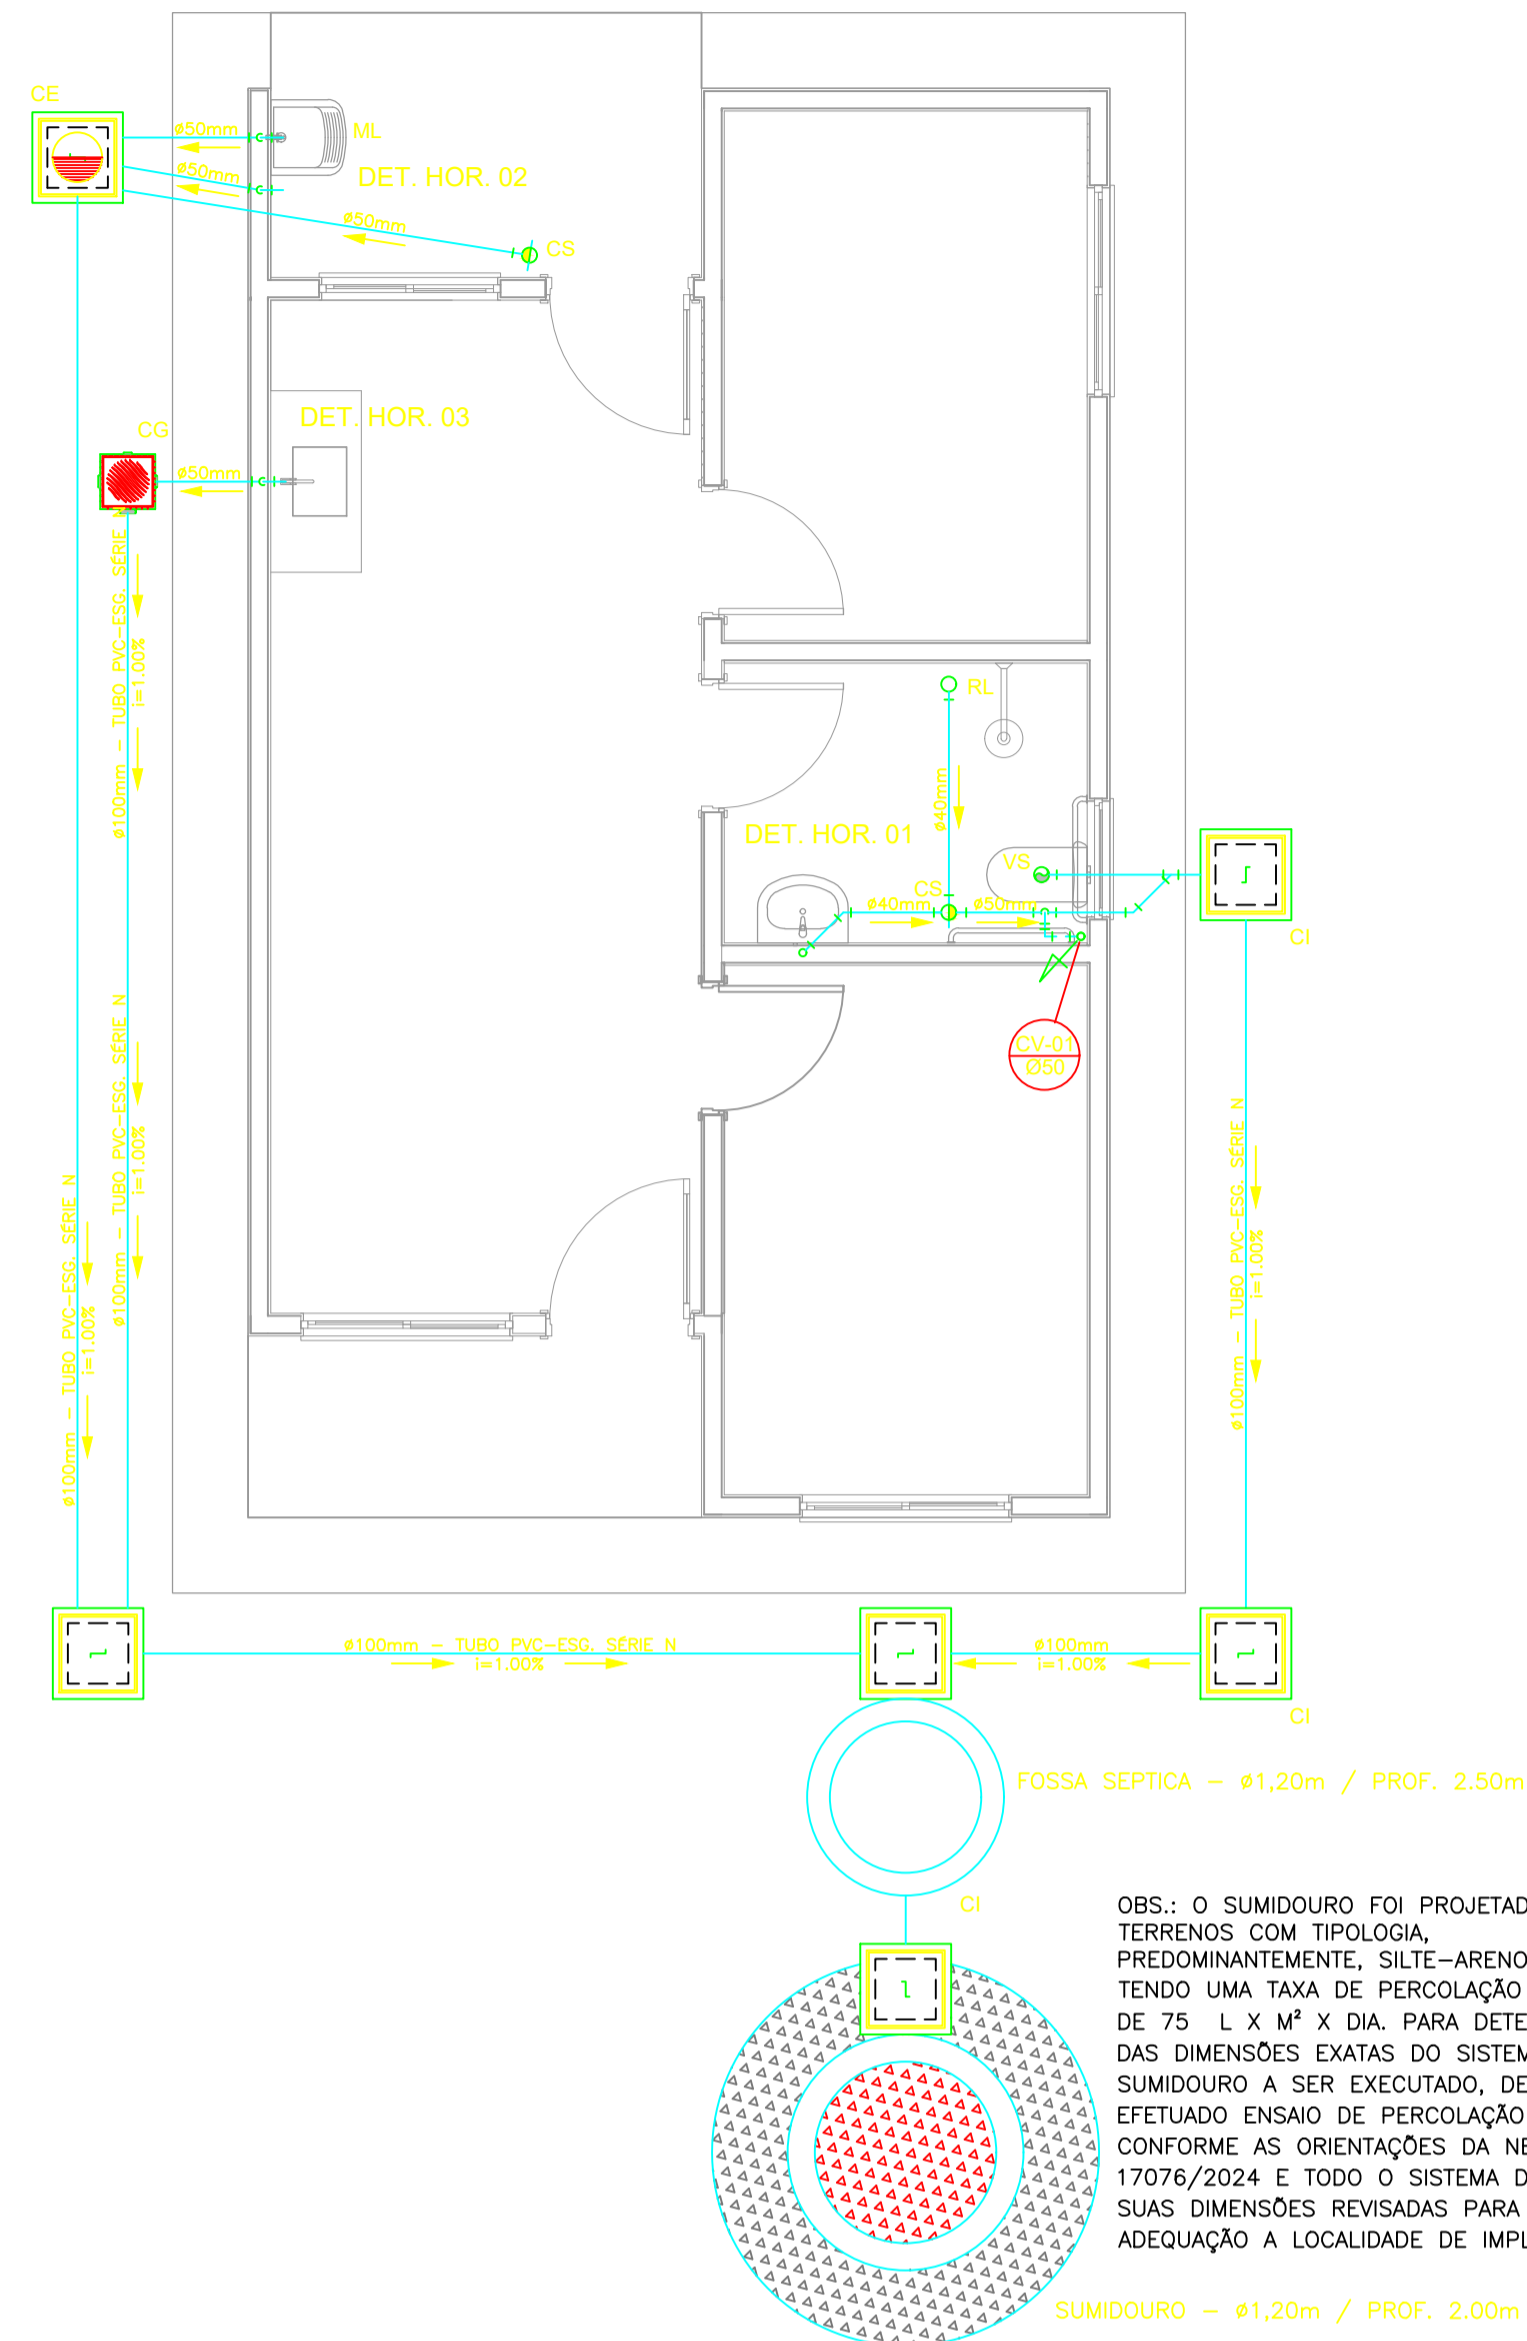 CE
ø50mm
ML
ø50mm
DET. HOR. 02
ø50mm
CS
DET. HOR. 03
CG
ø50mm
ø100mm - TUBO PVC-ESG. SÉRIE N
i=1.00%
RL
ø40mm
DET. HOR. 01
VS
CS
ø40mm
ø50mm
CI
CV-01
Ø50
ø100mm - TUBO PVC-ESG. SÉRIE N
i=1.00%
ø100mm - TUBO PVC-ESG. SÉRIE N
i=1.00%
ø100mm - TUBO PVC-ESG. SÉRIE N
i=1.00%
ø100mm - TUBO PVC-ESG. SÉRIE N
i=1.00%
ø100mm
i=1.00%
CI
FOSSA SEPTICA - ø1,20m / PROF. 2.50m
CI
OBS.: O SUMIDOURO FOI PROJETAD
TERRENOS COM TIPOLOGIA,
PREDOMINANTEMENTE, SILTE-ARENO
TENDO UMA TAXA DE PERCOLAÇÃO
DE 75 L X M² X DIA. PARA DETE
DAS DIMENSÕES EXATAS DO SISTEM
SUMIDOURO A SER EXECUTADO, DE
EFETUADO ENSAIO DE PERCOLAÇÃO
CONFORME AS ORIENTAÇÕES DA
17076/2024 E TODO O SISTEMA D
SUAS DIMENSÕES REVISADAS PARA
ADEQUAÇÃO A LOCALIDADE DE IMPL
SUMIDOURO - ø1,20m / PROF. 2.00m